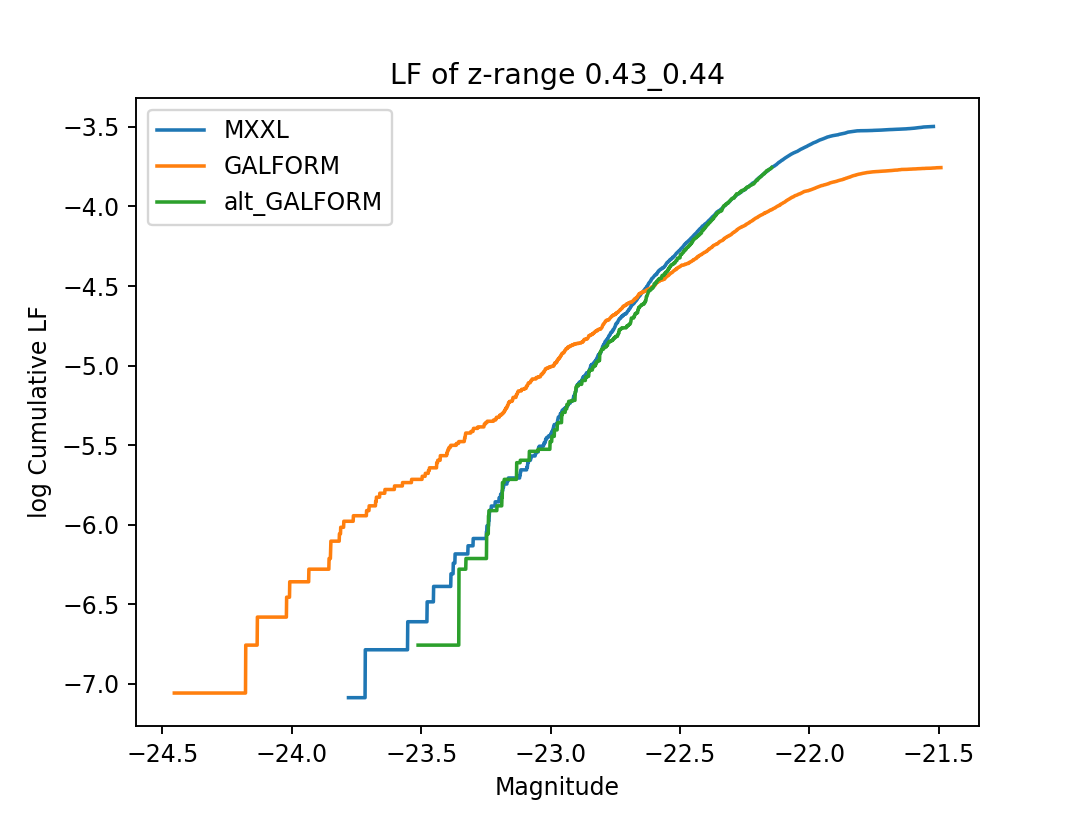 LF of z-range 0.43_0.44
MXXL
GALFORM
alt_GALFORM
−3.5
−4.0
−4.5
−5.0
−5.5
−6.0
−6.5
−7.0
log Cumulative LF
−24.5 −24.0 −23.5 −23.0 −22.5 −22.0 −21.5
Magnitude